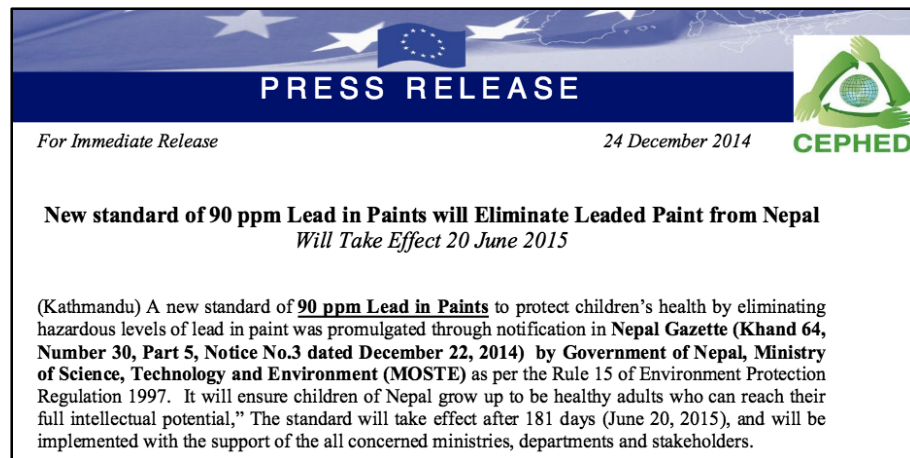 PRESS RELEASE
CEPHED
For Immediate Release 24 December 2014
New standard of 90 ppm Lead in Paints will Eliminate Leaded Paint from Nepal
Will Take Effect 20 June 2015
(Kathmandu) A new standard of 90 ppm Lead in Paints to protect children's health by eliminating
hazardous levels of lead in paint was promulgated through notification in Nepal Gazette (Khand 64,
Number 30, Part 5, Notice No.3 dated December 22, 2014) by Government of Nepal, Ministry
of Science, Technology and Environment (MOSTE) as per the Rule 15 of Environment Protection
Regulation 1997. It will ensure children of Nepal grow up to be healthy adults who can reach their
full intellectual potential,” The standard will take effect after 181 days (June 20, 2015), and will be
implemented with the support of the all concerned ministries, departments and stakeholders.